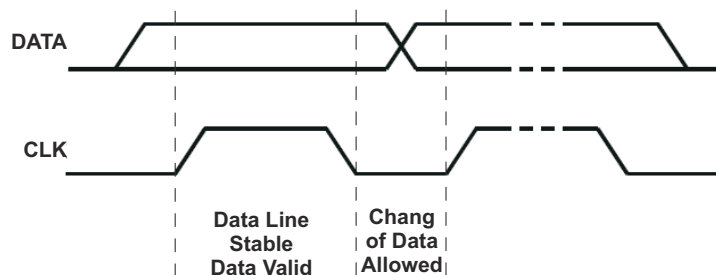 DATA
CLK
Data Line
Stable
Data Valid
Chang
of Data
Allowed